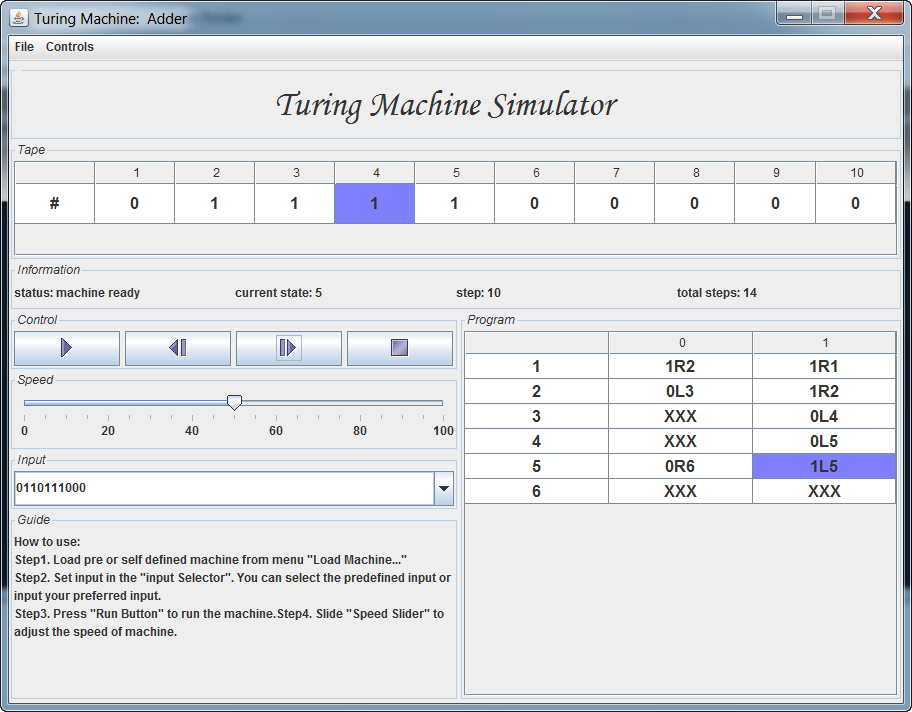 Turing Machine: Adder
File Controls
Turing Machine Simulator
Tape
1 2 3 4 5 6 7 8 9 10
# 0 1 1 1 1 0 0 0 0 0
Information
status: machine ready current state: 5 step: 10 total steps: 14
Control
Speed
0 20 40 60 80 100
Input
0110111000
Guide
How to use:
Step1. Load pre or self defined machine from menu "Load Machine..."
Step2. Set input in the "input Selector". You can select the predefined input or
input your preferred input.
Step3. Press "Run Button" to run the machine.Step4. Slide "Speed Slider" to
adjust the speed of machine.
Program
0 1
1 1R2 1R1
2 0L3 1R2
3 XXX 0L4
4 XXX 0L5
5 0R6 1L5
6 XXX XXX